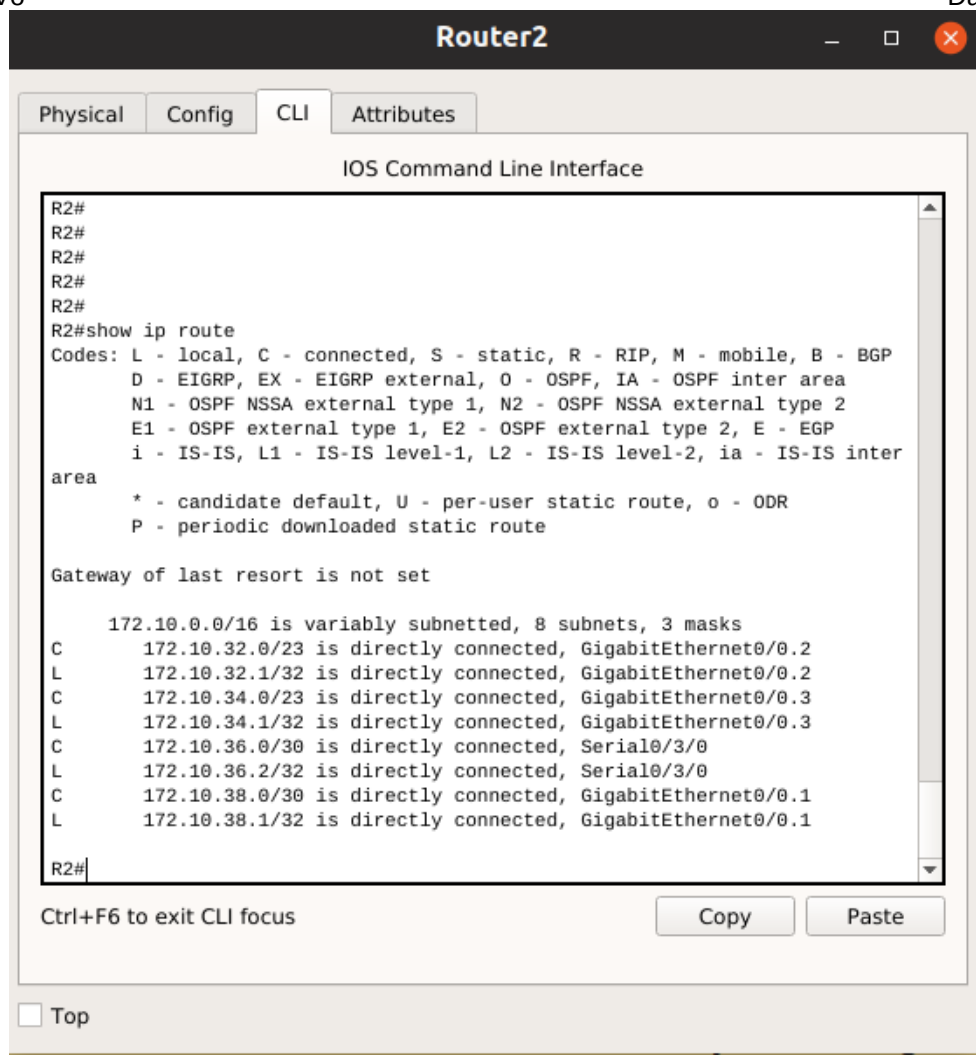 Router2
Physical Config CLI Attributes
IOS Command Line Interface
R2#
R2#
R2#
R2#
R2#
R2#show ip route
Codes: L - local, C - connected, S - static, R - RIP, M - mobile, B - BGP
D - EIGRP, EX - EIGRP external, O - OSPF, IA - OSPF inter area
N1 - OSPF NSSA external type 1, N2 - OSPF NSSA external type 2
E1 - OSPF external type 1, E2 - OSPF external type 2, E - EGP
i - IS-IS, L1 - IS-IS level-1, L2 - IS-IS level-2, ia - IS-IS inter
area
* - candidate default, U - per-user static route, o - ODR
P - periodic downloaded static route
Gateway of last resort is not set
172.10.0.0/16 is variably subnetted, 8 subnets, 3 masks
C 172.10.32.0/23 is directly connected, GigabitEthernet0/0.2
L 172.10.32.1/32 is directly connected, GigabitEthernet0/0.2
C 172.10.34.0/23 is directly connected, GigabitEthernet0/0.3
L 172.10.34.1/32 is directly connected, GigabitEthernet0/0.3
C 172.10.36.0/30 is directly connected, Serial0/3/0
L 172.10.36.2/32 is directly connected, Serial0/3/0
C 172.10.38.0/30 is directly connected, GigabitEthernet0/0.1
L 172.10.38.1/32 is directly connected, GigabitEthernet0/0.1
R2#
Ctrl+F6 to exit CLI focus Copy Paste
Top